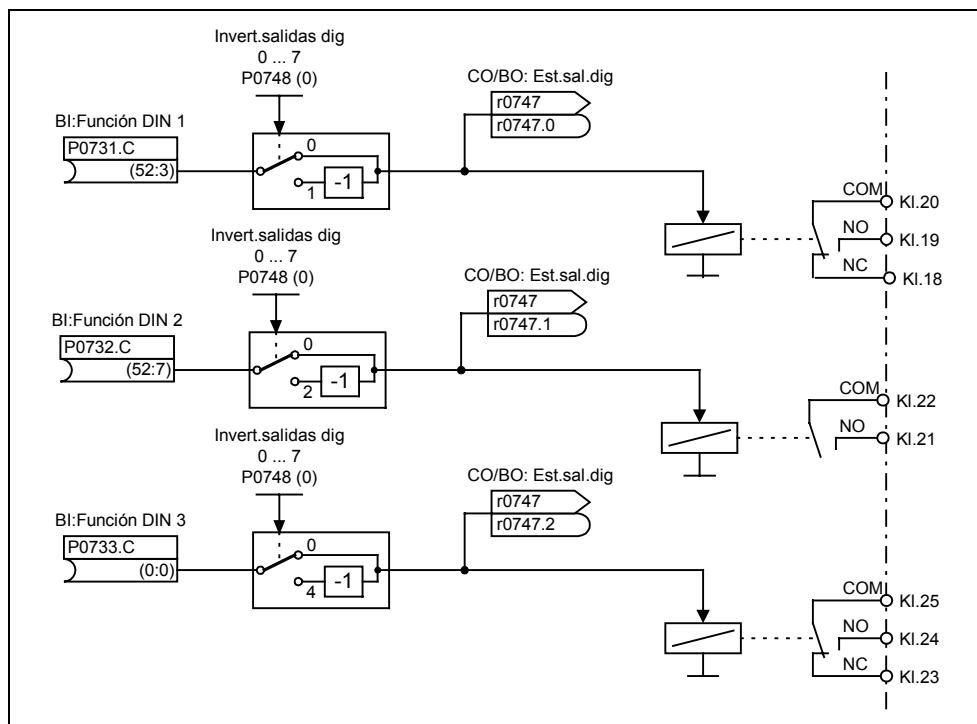 Invert.salidas dig
0 ... 7
P0748 (0)
CO/BO: Est.sal.dig
r0747
r0747.0
BI:Función DIN 1
P0731.C
(52:3)
0
1
-1
COM
Kl.20
NO
Kl.19
NC
Kl.18
Invert.salidas dig
0 ... 7
P0748 (0)
CO/BO: Est.sal.dig
r0747
r0747.1
BI:Función DIN 2
P0732.C
(52:7)
0
2
-1
COM
Kl.22
NO
Kl.21
Invert.salidas dig
0 ... 7
P0748 (0)
CO/BO: Est.sal.dig
r0747
r0747.2
BI:Función DIN 3
P0733.C
(0:0)
0
4
-1
COM
Kl.25
NO
Kl.24
NC
Kl.23